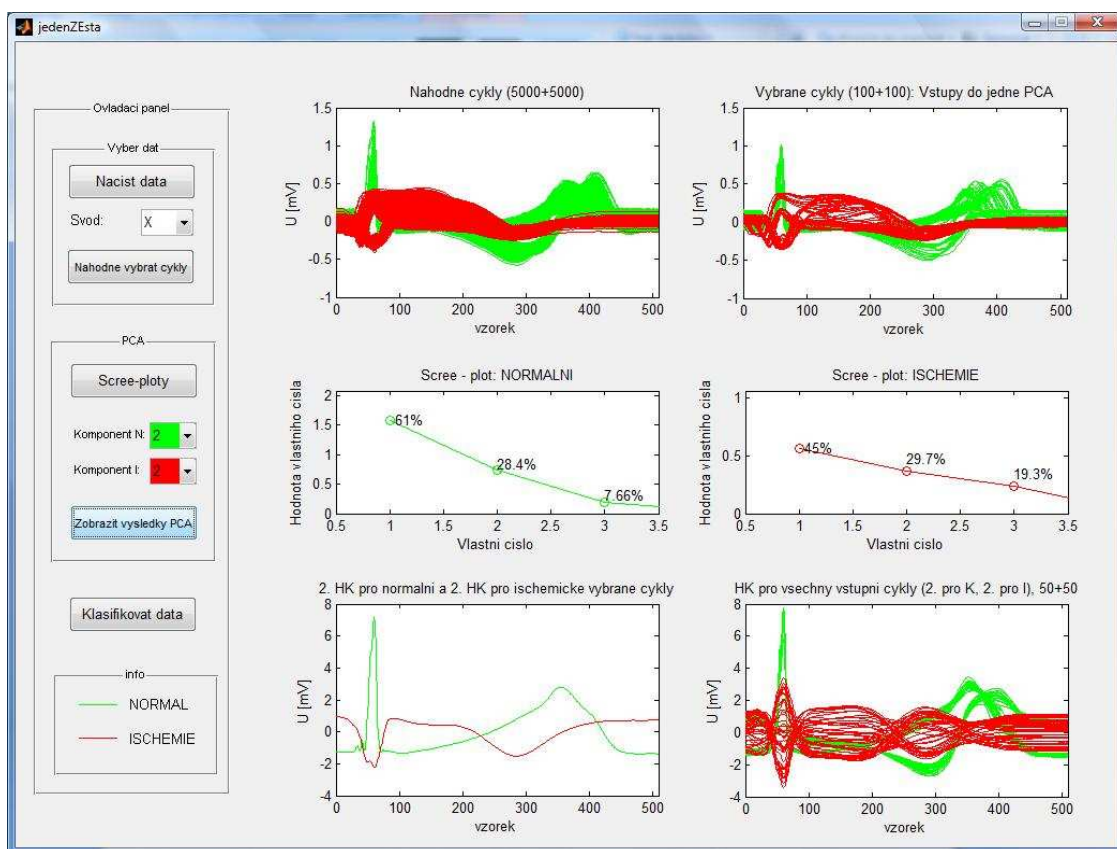 jedenZEsta
Ovladaci panel
Vyber dat
Nacist data
Svod: X
Nahodne vybrat cykly
PCA
Scree-ploty
Komponent N: 2
Komponent I: 2
Zobrazit vysledky PCA
Klasifikovat data
info
NORMAL
ISCHEMIE
Nahodne cykly (5000+5000)
U [mV]
1.5
1
0.5
0
-0.5
-1
0 100 200 300 400 500
vzorek
Vybrane cykly (100+100): Vstupy do jedne PCA
U [mV]
1.5
1
0.5
0
-0.5
-1
0 100 200 300 400 500
vzorek
Scree - plot: NORMALNI
Hodnota vlastniho cisla
2
1.5
1
0.5
0
61%
28.4%
7.66%
0.5 1 1.5 2 2.5 3 3.5
Vlastni cislo
Scree - plot: ISCHEMIE
Hodnota vlastniho cisla
1
0.5
0
45%
29.7%
19.3%
0.5 1 1.5 2 2.5 3 3.5
Vlastni cislo
2. HK pro normalni a 2. HK pro ischemicke vybrane cykly
U [mV]
8
6
4
2
0
-2
-4
0 100 200 300 400 500
vzorek
HK pro vsechny vstupni cykly (2. pro K, 2. pro I), 50+50
U [mV]
8
6
4
2
0
-2
-4
0 100 200 300 400 500
vzorek